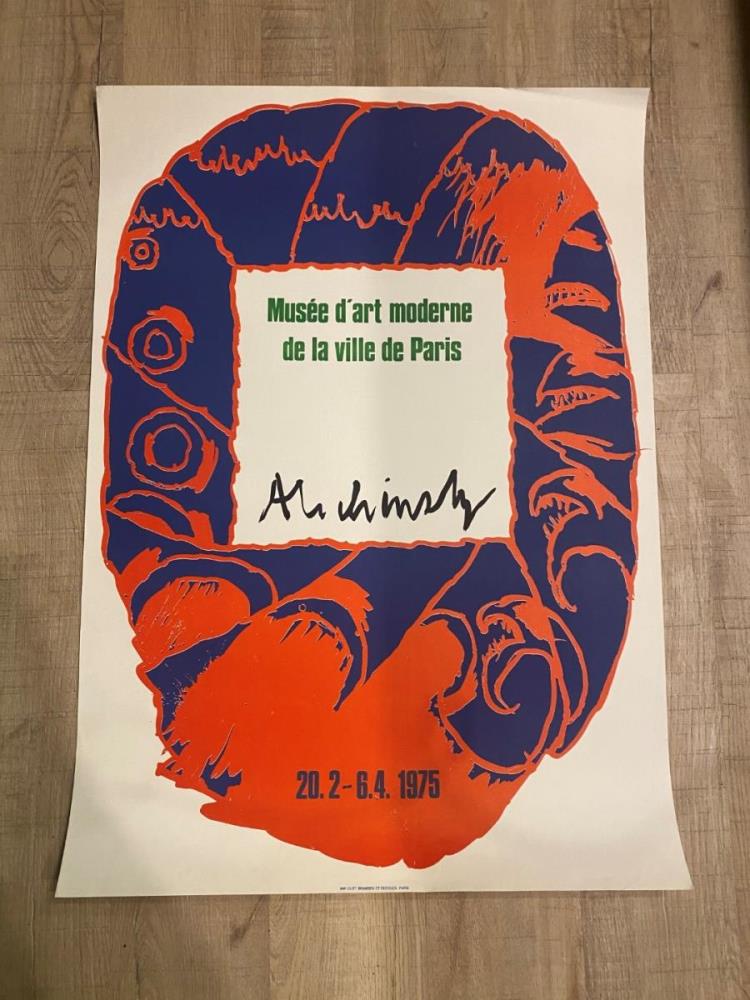 Musée d'art moderne
de la ville de Paris
Alechinsky
20.2-6.4. 1975